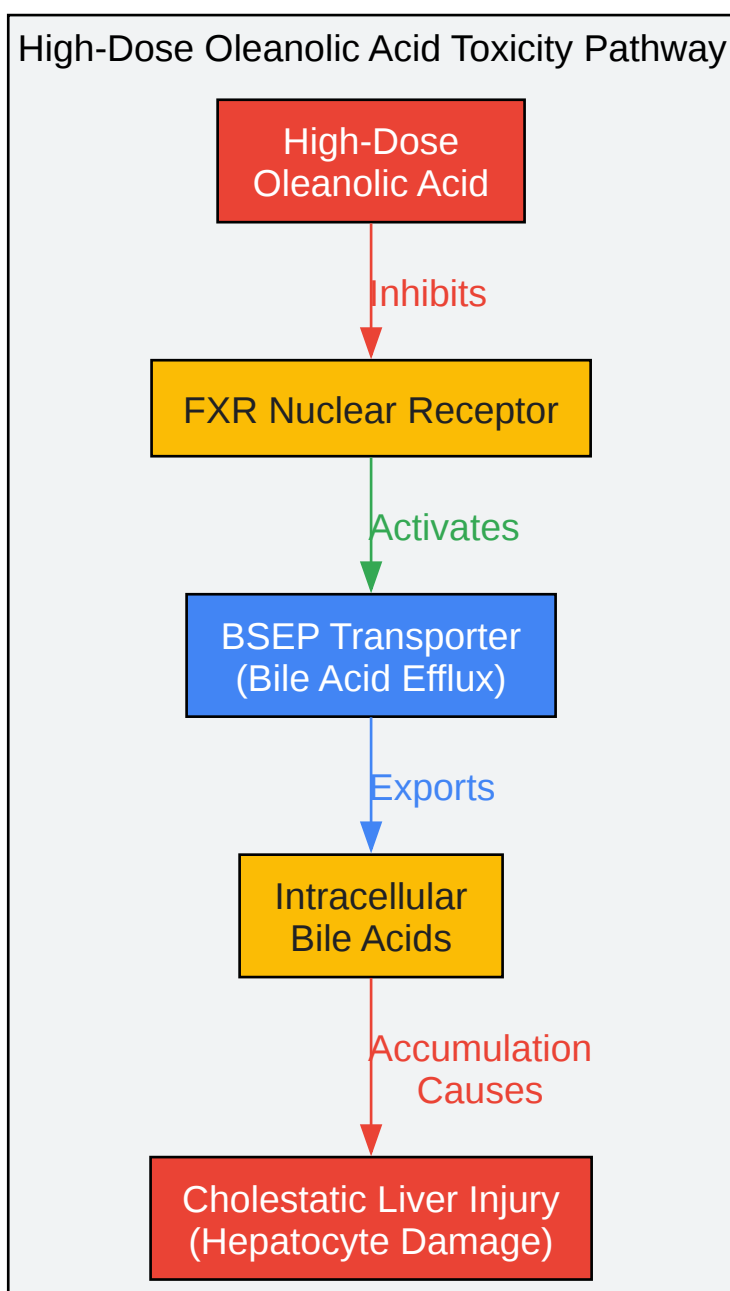 High-Dose Oleanolic Acid Toxicity Pathway
High-Dose
Oleanolic Acid
Inhibits
FXR Nuclear Receptor
Activates
BSEP Transporter
(Bile Acid Efflux)
Exports
Intracellular
Bile Acids
Accumulation
Causes
Cholestatic Liver Injury
(Hepatocyte Damage)